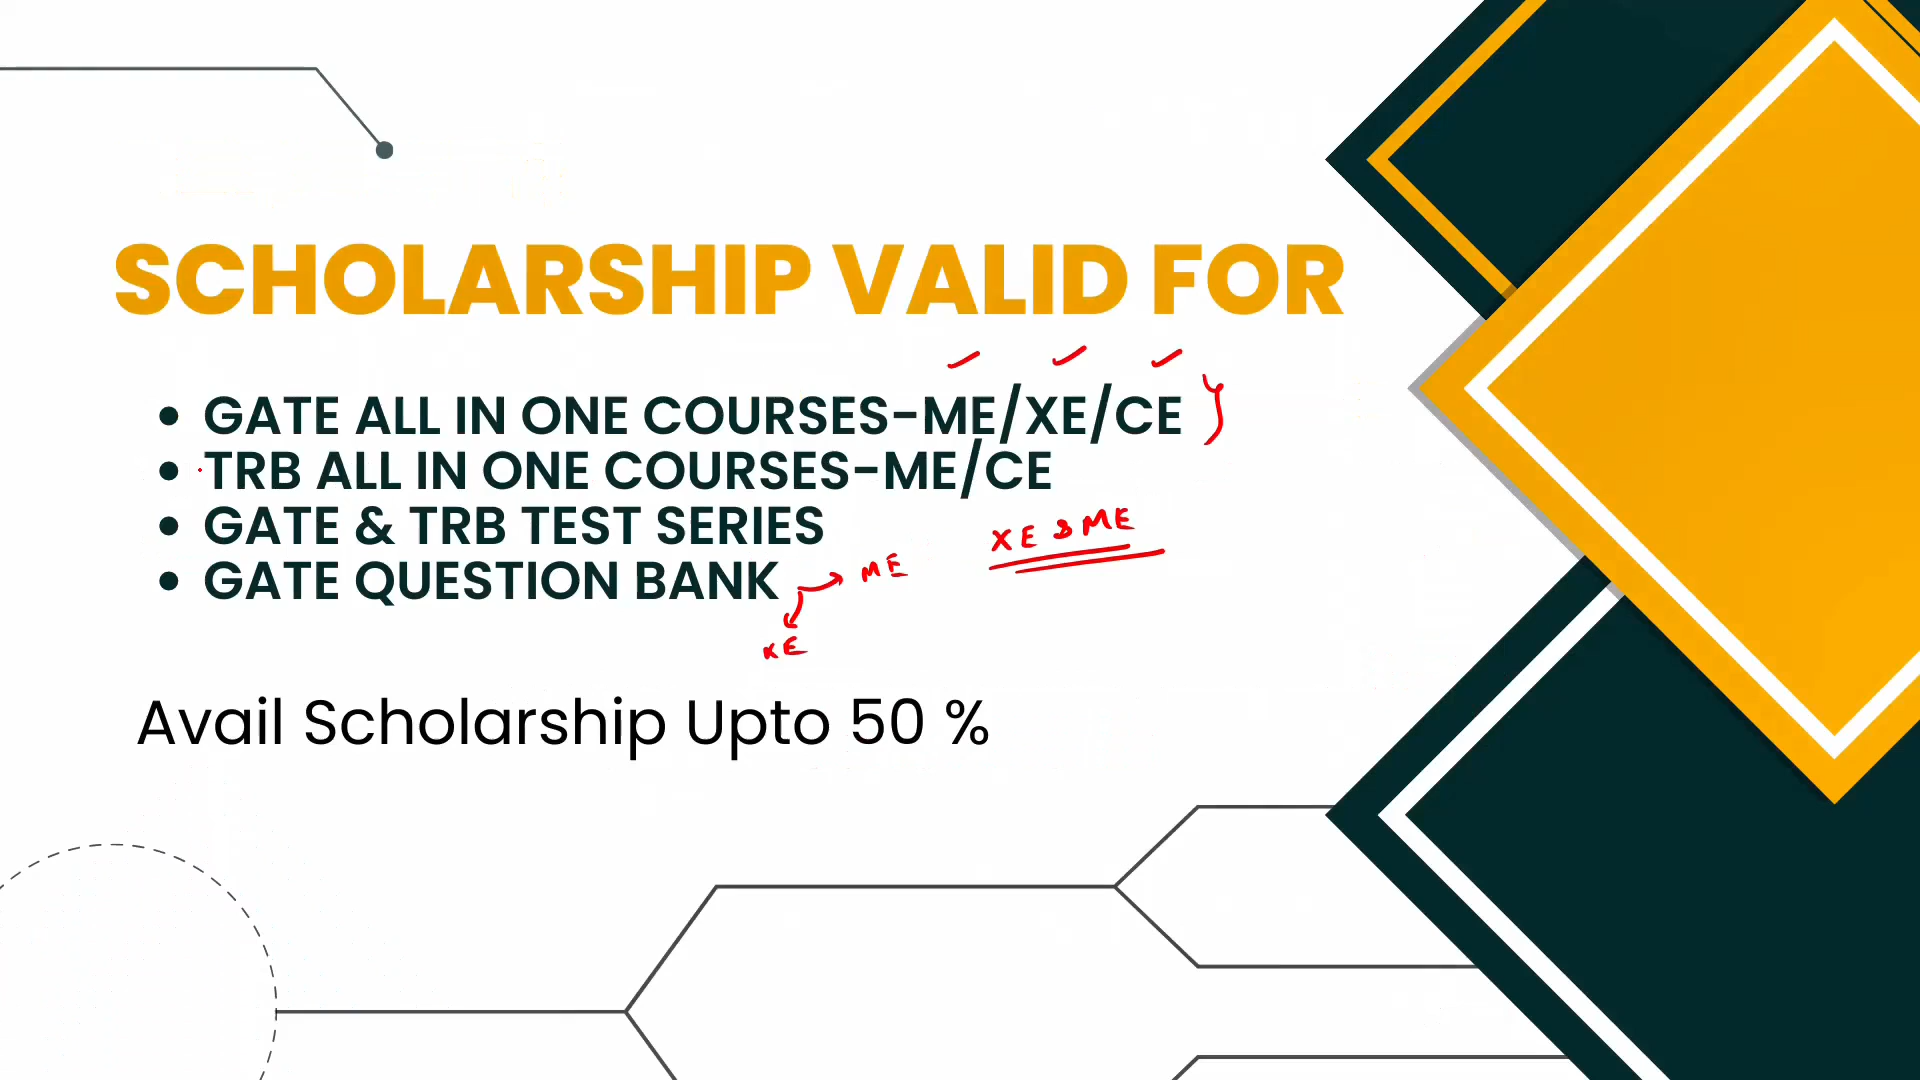 SCHOLARSHIP VALID FOR
• GATE ALL IN ONE COURSES-ME/XE/CE
• TRB ALL IN ONE COURSES-ME/CE
• GATE & TRB TEST SERIES
XE & ME
• GATE QUESTION BANK
ME
XE
Avail Scholarship Upto 50 %